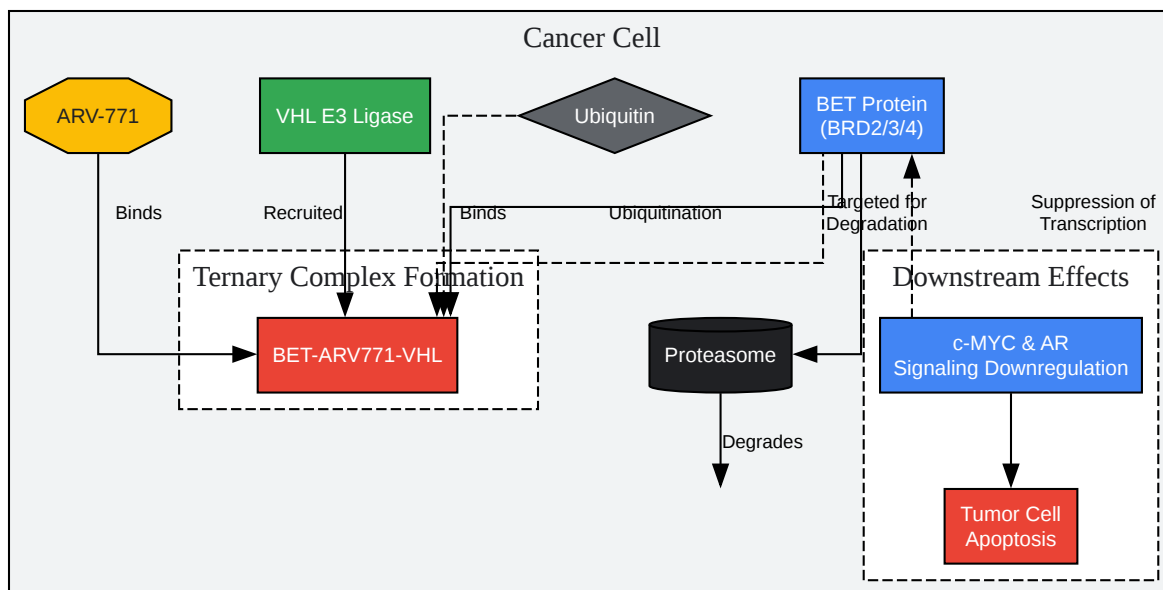 Cancer Cell
ARV-771
VHL E3 Ligase
Ubiquitin
BET Protein
(BRD2/3/4)
Binds
Recruited
Binds
Ubiquitination
Targeted for
Degradation
Suppression of
Transcription
Ternary Complex Formation
Downstream Effects
BET-ARV771-VHL
Proteasome
c-MYC & AR
Signaling Downregulation
Degrades
Tumor Cell
Apoptosis